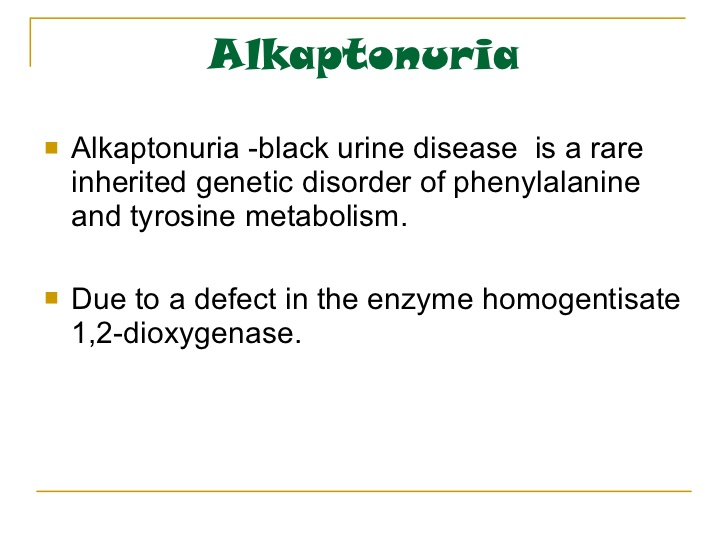 Alkaptonuria
Alkaptonuria -black urine disease  is a rare
inherited genetic disorder of phenylalanine
and tyrosine metabolism.
Due to a defect in the enzyme homogentisate
1,2-dioxygenase.